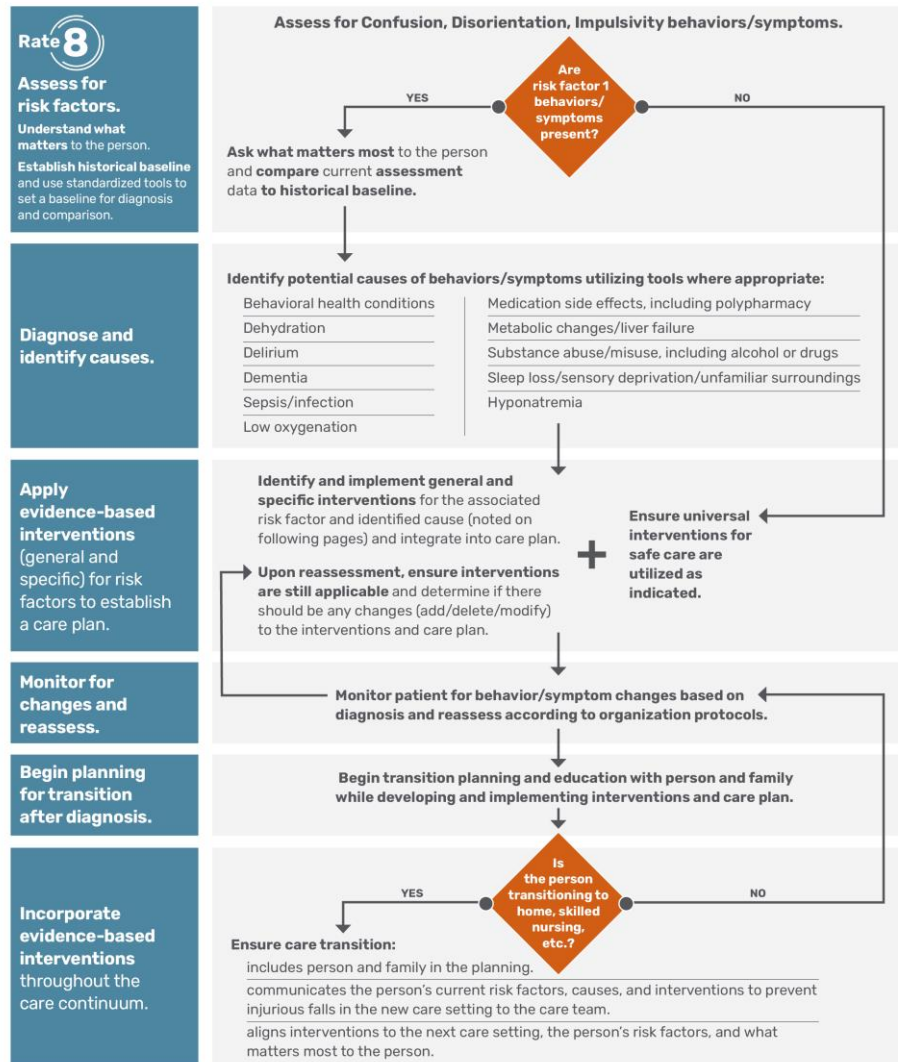 Rate 8
Assess for
risk factors.
Understand what
matters to the person.
Establish historical baseline
and use standardized tools to
set a baseline for diagnosis
and comparison.
Assess for Confusion, Disorientation, Impulsivity behaviors/symptoms.
Are
risk factor 1
behaviors/
symptoms
present?
YES
NO
Ask what matters most to the person
and compare current assessment
data to historical baseline.
Diagnose and
identify causes.
Identify potential causes of behaviors/symptoms utilizing tools where appropriate:
Behavioral health conditions
Dehydration
Delirium
Dementia
Sepsis/infection
Low oxygenation
Medication side effects, including polypharmacy
Metabolic changes/liver failure
Substance abuse/misuse, including alcohol or drugs
Sleep loss/sensory deprivation/unfamiliar surroundings
Hyponatremia
Apply
evidence-based
interventions
(general and
specific) for risk
factors to establish
a care plan.
Identify and implement general and
specific interventions for the associated
risk factor and identified cause (noted on
following pages) and integrate into care plan.
Upon reassessment, ensure interventions
are still applicable and determine if there
should be any changes (add/delete/modify)
to the interventions and care plan.
+
Ensure universal
interventions for
safe care are
utilized as
indicated.
Monitor for
changes and
reassess.
Monitor patient for behavior/symptom changes based on
diagnosis and reassess according to organization protocols.
Begin planning
for transition
after diagnosis.
Begin transition planning and education with person and family
while developing and implementing interventions and care plan.
Incorporate
evidence-based
interventions
throughout the
care continuum.
Is
the person
transitioning to
home, skilled
nursing,
etc.?
YES
NO
Ensure care transition:
includes person and family in the planning.
communicates the person's current risk factors, causes, and interventions to prevent
injurious falls in the new care setting to the care team.
aligns interventions to the next care setting, the person's risk factors, and what
matters most to the person.